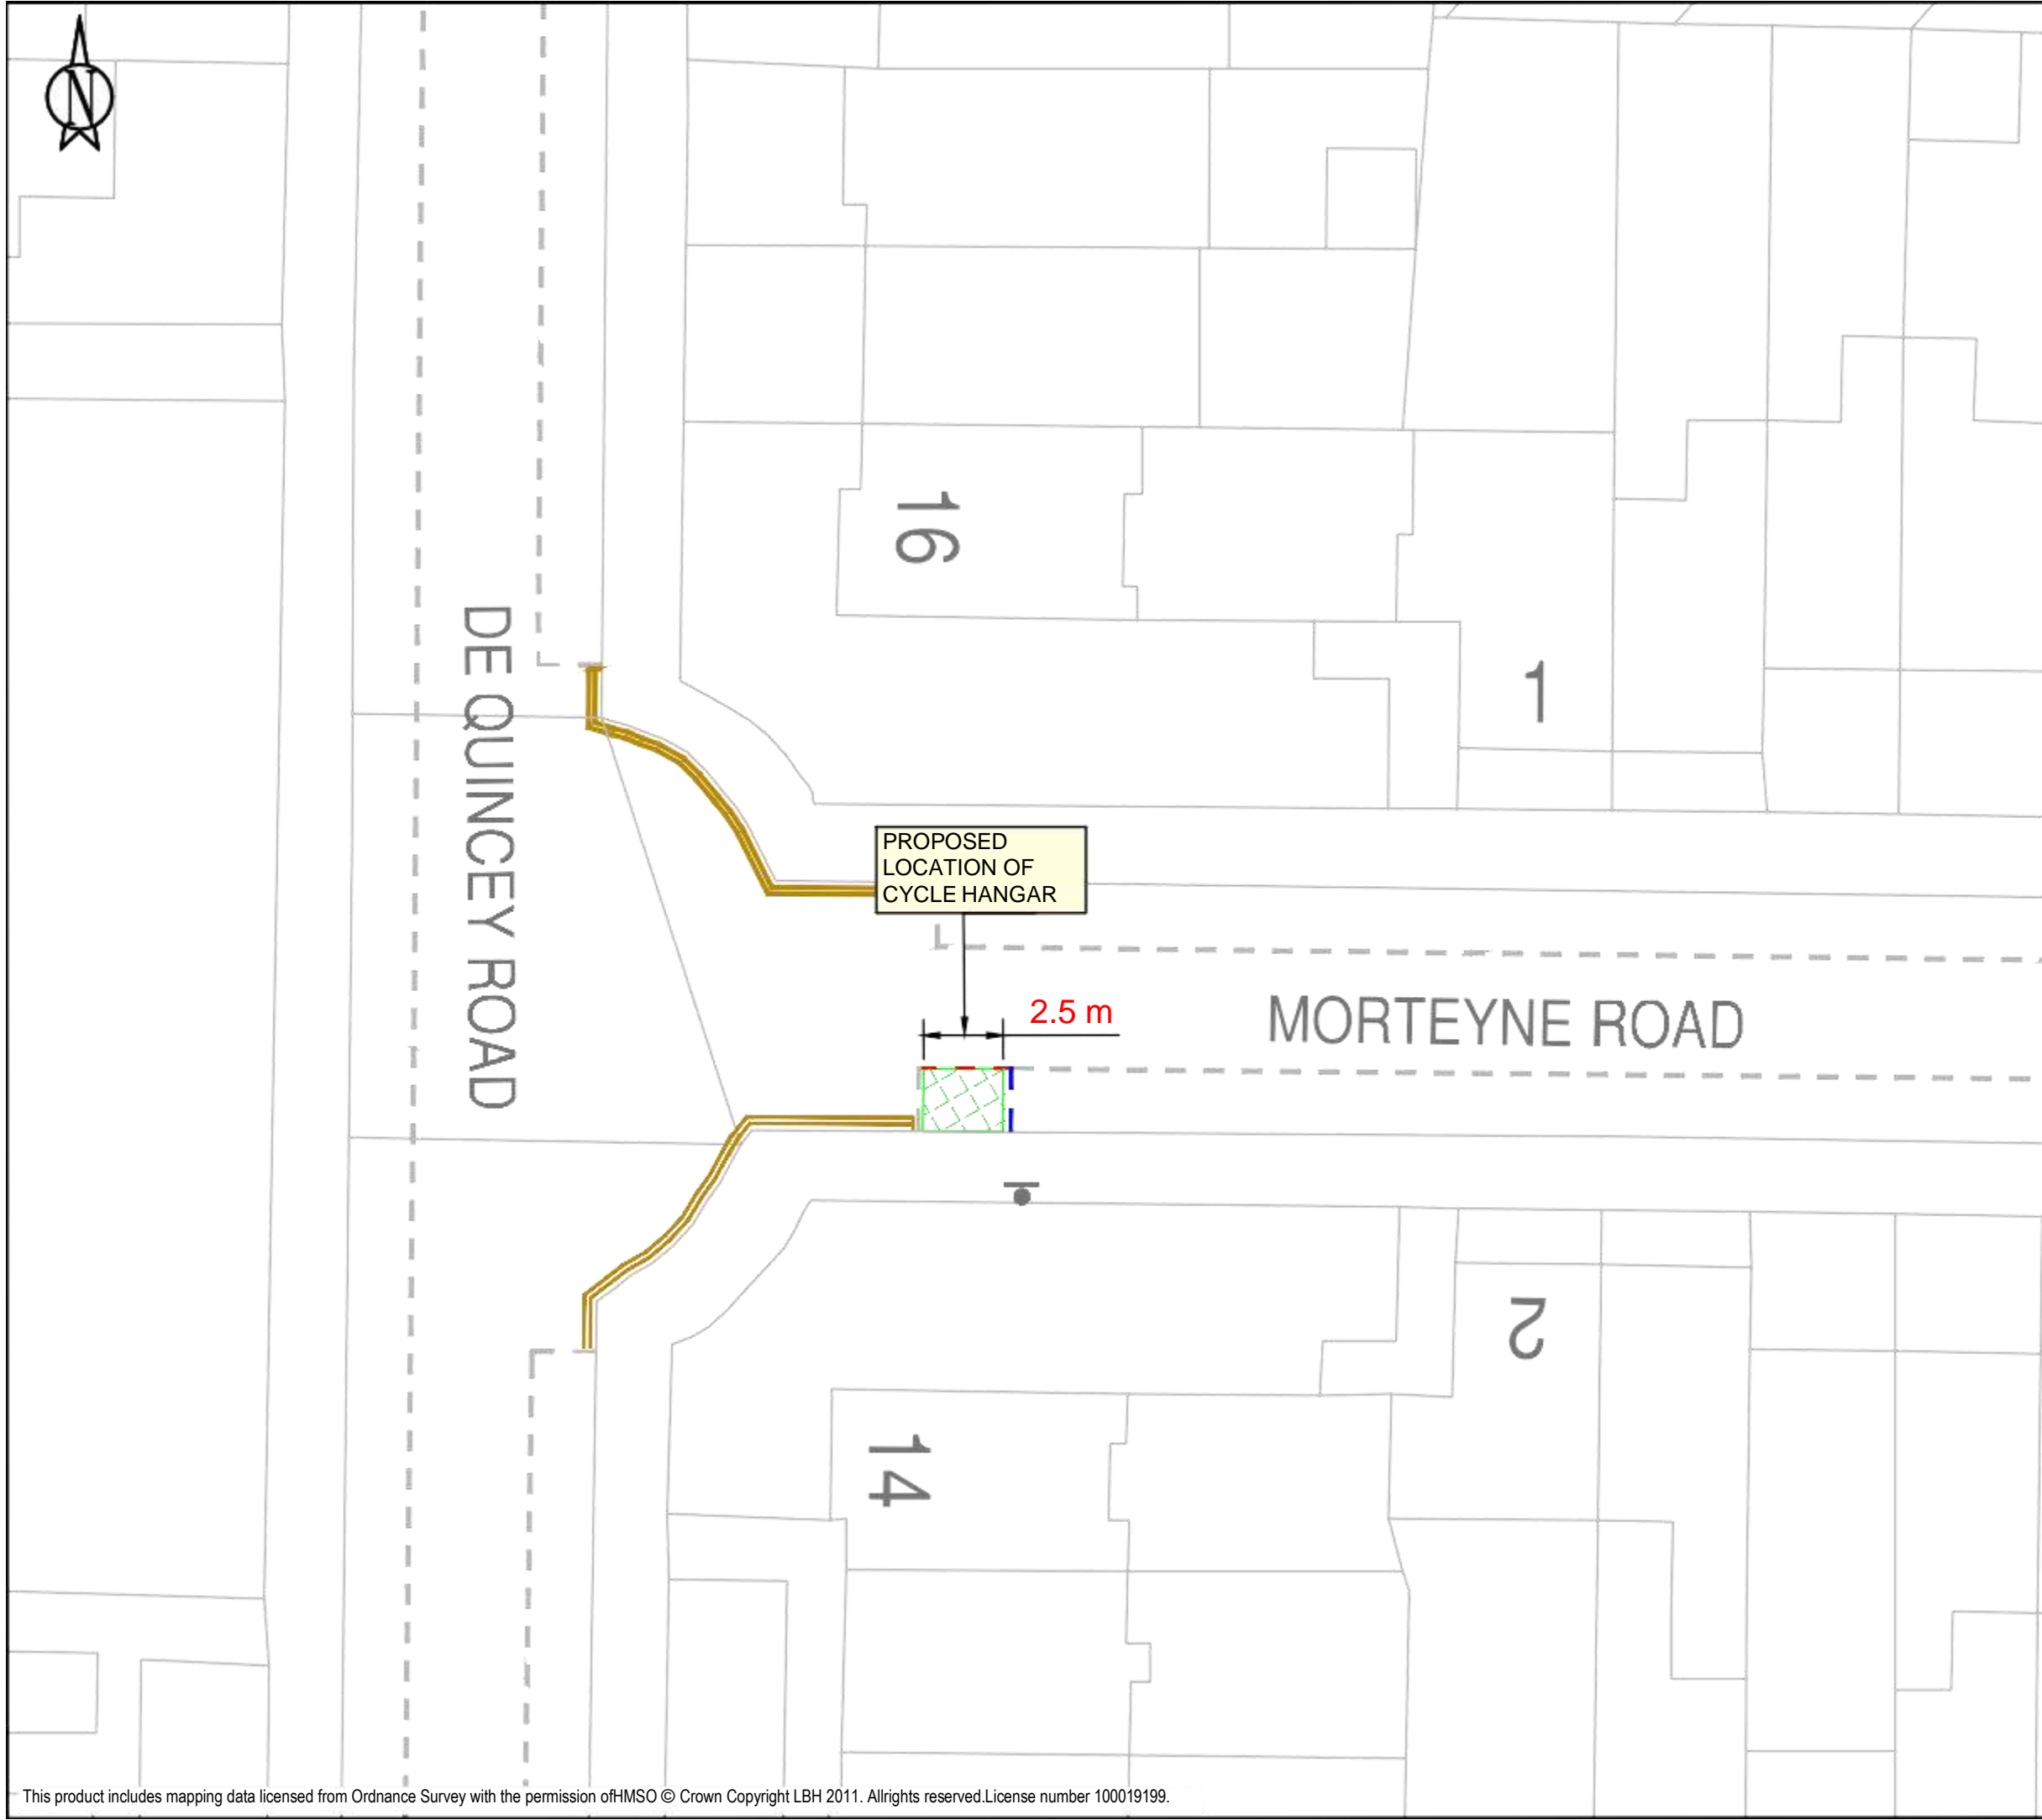 N
16
DE QUINCEY ROAD
1
PROPOSED
LOCATION OF
CYCLE HANGAR
2.5 m
MORTEYNE ROAD
2
14
This product includes mapping data licensed from Ordnance Survey with the permission ofHMSO © Crown Copyright LBH 2011. Allrights reserved.License number 100019199.